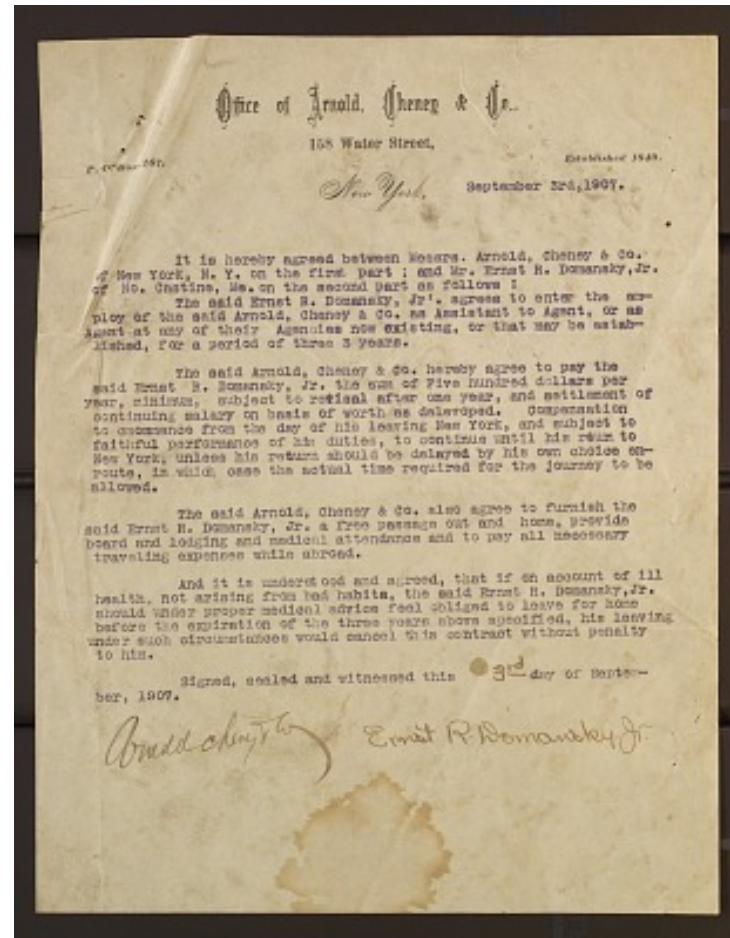 Office of Arnold, Cheney & Co.,
158 Water Street,
Established 1848.
New York, September 3rd, 1907.
It is hereby agreed between Messrs. Arnold, Cheney & Co.
of New York, N. Y. on the first part ; and Mr. Ernst R. Domansky, Jr.
of No. Castine, Me. on the second part as follows :
The said Ernst R. Domansky, Jr'. agrees to enter the em-
ploy of the said Arnold, Cheney & Co. as Assistant to Agent, or as
Agent at any of their Agencies now existing, or that may be estab-
lished, for a period of three 3 years.
The said Arnold, Cheney & Co. hereby agree to pay the
said Ernst R. Domansky, Jr. the sum of Five hundred dollars per
year, minimum, subject to revisal after one year, and settlement of
continuing salary on basis of worth as delevoped. Compensation
to commence from the day of his leaving New York, and subject to
faithful performance of his duties, to continue until his reurn to
New York, unless his return should be delayed by his own choice en-
route, in which case the actual time required for the journey to be
allowed.
The said Arnold, Cheney & Co. also agree to furnish the
said Ernst R. Domansky, Jr. a free passage out and home, provide
board and lodging and medical attendance and to pay all necessary
traveling expenses while abroad.
And it is understood and agreed, that if on account of ill
health, not arising from bad habits, the said Ernst R. Domansky, Jr.
should under proper medical advice feel obliged to leave for home
before the expiration of the three years above specified, his leaving
under such circumstances would cancel this contract without penalty
to him.
Signed, sealed and witnessed this 3rd day of Septem-
ber, 1907.
Arnold Cheney & Co Ernst R Domansky, Jr.